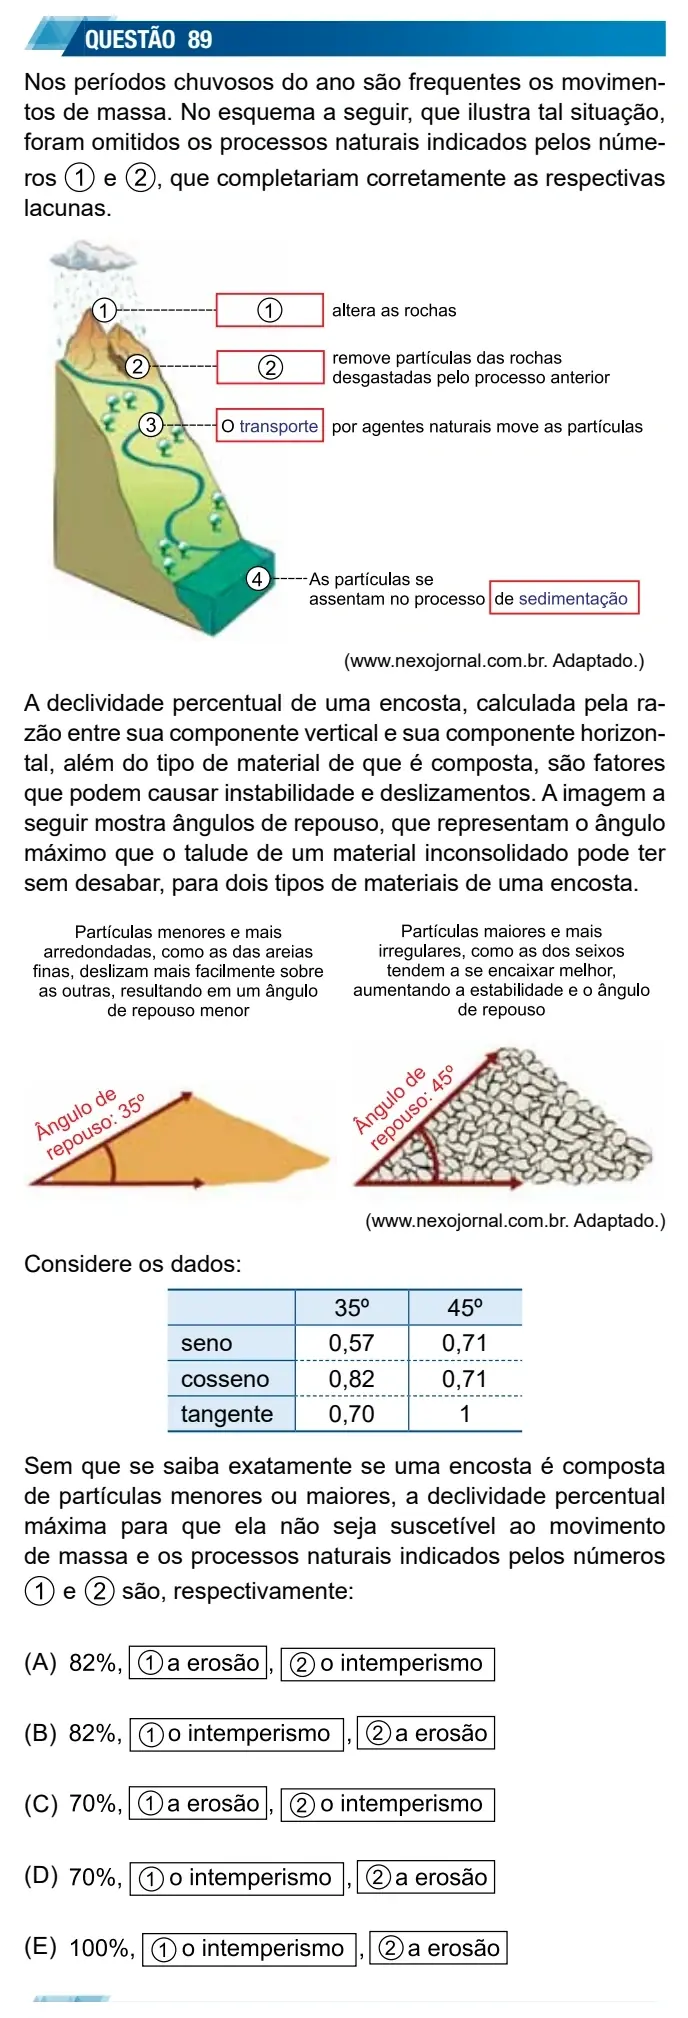 QUESTÃO 89
Nos períodos chuvosos do ano são frequentes os movimen-
tos de massa. No esquema a seguir, que ilustra tal situação,
foram omitidos os processos naturais indicados pelos núme-
ros 1 e 2, que completariam corretamente as respectivas
lacunas.
1 1 altera as rochas
2 2 remove partículas das rochas
desgastadas pelo processo anterior
3 O transporte por agentes naturais move as partículas
4 As partículas se
assentam no processo de sedimentação
(www.nexojornal.com.br. Adaptado.)
A declividade percentual de uma encosta, calculada pela ra-
zão entre sua componente vertical e sua componente horizon-
tal, além do tipo de material de que é composta, são fatores
que podem causar instabilidade e deslizamentos. A imagem a
seguir mostra ângulos de repouso, que representam o ângulo
máximo que o talude de um material inconsolidado pode ter
sem desabar, para dois tipos de materiais de uma encosta.
Partículas menores e mais
arredondadas, como as das areias
finas, deslizam mais facilmente sobre
as outras, resultando em um ângulo
de repouso menor
Partículas maiores e mais
irregulares, como as dos seixos
tendem a se encaixar melhor,
aumentando a estabilidade e o ângulo
de repouso
Ângulo de
repouso: 35º
Ângulo de
repouso: 45º
(www.nexojornal.com.br. Adaptado.)
Considere os dados:
35º 45º
seno 0,57 0,71
cosseno 0,82 0,71
tangente 0,70 1
Sem que se saiba exatamente se uma encosta é composta
de partículas menores ou maiores, a declividade percentual
máxima para que ela não seja suscetível ao movimento
de massa e os processos naturais indicados pelos números
1 e 2 são, respectivamente:
(A) 82%, 1 a erosão, 2 o intemperismo
(B) 82%, 1 o intemperismo, 2 a erosão
(C) 70%, 1 a erosão, 2 o intemperismo
(D) 70%, 1 o intemperismo, 2 a erosão
(E) 100%, 1 o intemperismo, 2 a erosão